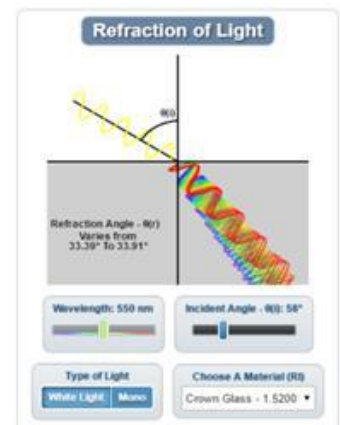 Refraction of Light
θ(i)
Refraction Angle - θ(r)
Varies from
33.39° To 33.91°
Wavelength: 550 nm
Incident Angle - θ(i): 58°
Type of Light
White Light Mono
Choose A Material (RI)
Crown Glass - 1.5200